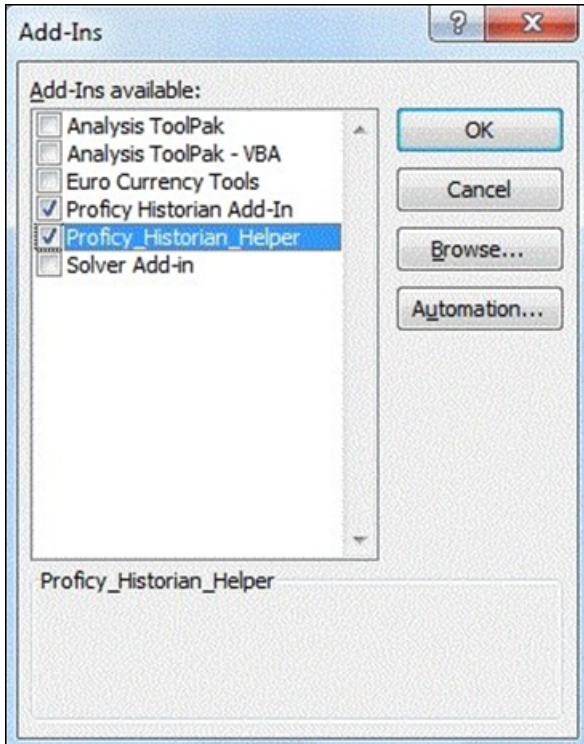 Add-Ins
Add-Ins available:
Analysis ToolPak
Analysis ToolPak - VBA
Euro Currency Tools
Proficy Historian Add-In
Proficy_Historian_Helper
Solver Add-in
OK
Cancel
Browse...
Automation...
Proficy_Historian_Helper